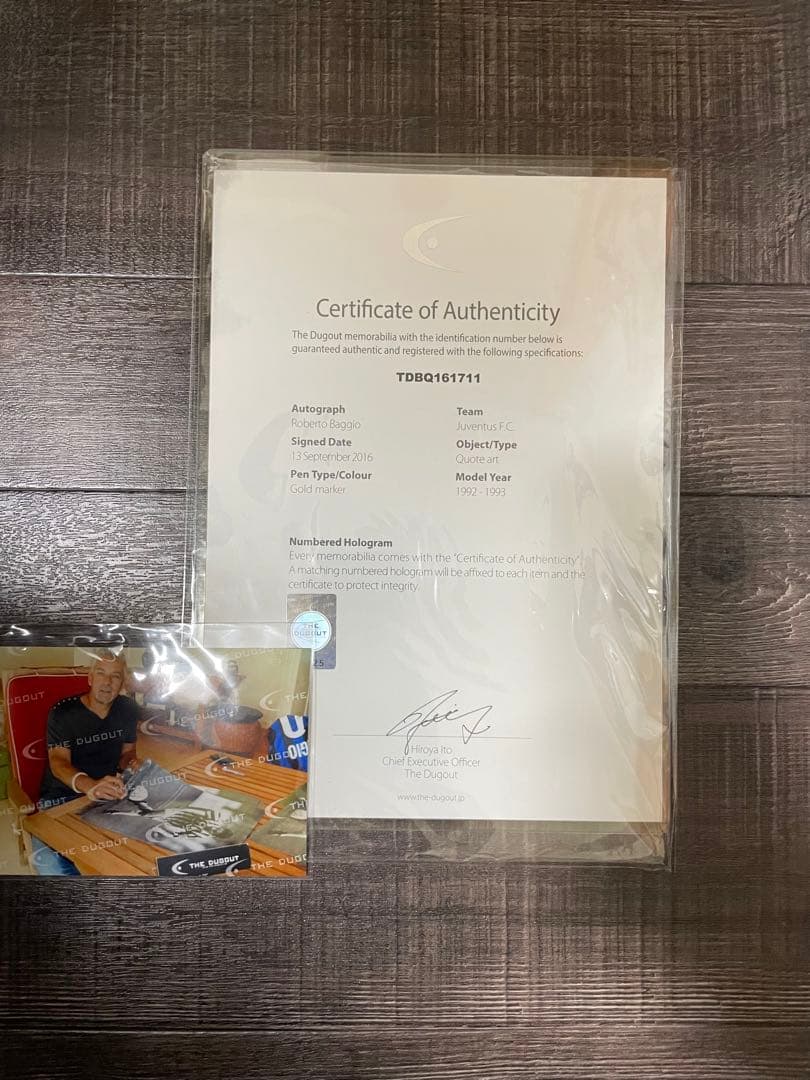 Certificate of Authenticity
The Dugout memorabilia with the identification number below is
guaranteed authentic and registered with the following specifications:
TDBQ161711
Autograph
Roberto Baggio
Team
Juventus F.C.
Signed Date
13 September 2016
Object/Type
Quote art
Pen Type/Colour
Gold marker
Model Year
1992 - 1993
Numbered Hologram
Every memorabilia comes with the "Certificate of Authenticity".
A matching numbered hologram will be affixed to each item and the
certificate to protect integrity.
THE
DUGOUT
25
Hiroya Ito
Chief Executive Officer
The Dugout
www.the-dugout.jp
DUGOUT
THE
THE DUGOUT
THE DUGOUT
GIO
THE DUGOUT
THE DUGOUT
THE DUGOUT